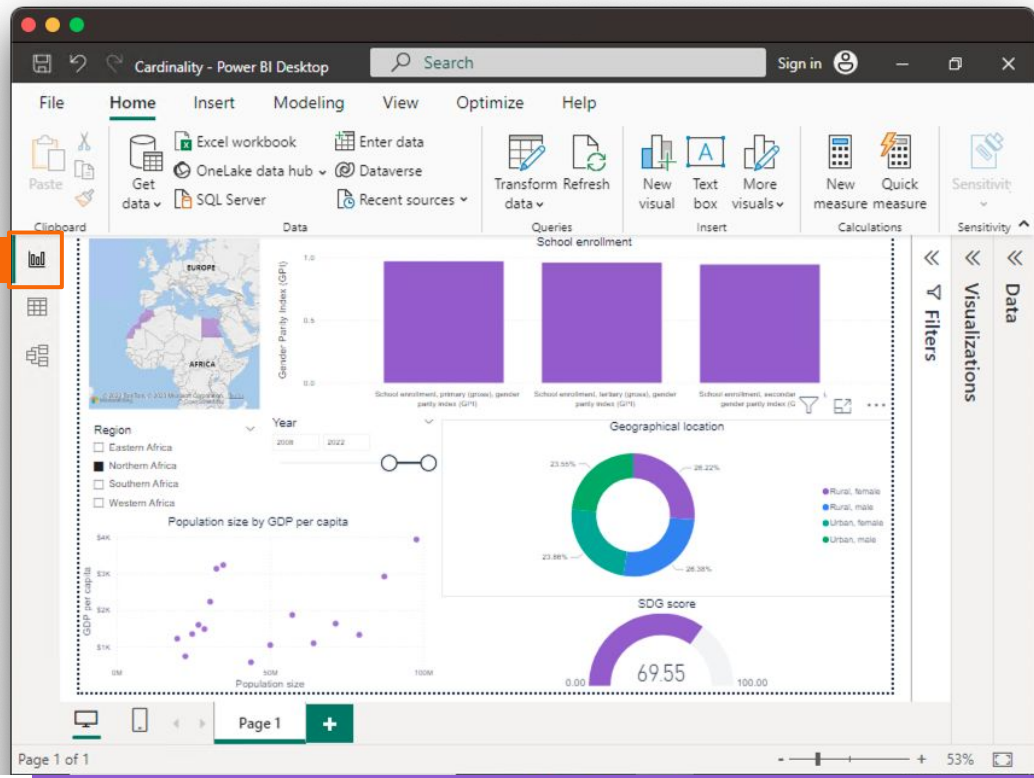 Cardinality - Power BI Desktop
Search
Sign in
File Home Insert Modeling View Optimize Help
Paste
Clipboard
Get data
Excel workbook
OneLake data hub
SQL Server
Enter data
Dataverse
Recent sources
Data
Transform data
Refresh
Queries
New visual
Text box
More visuals
Insert
New measure
Quick measure
Calculations
Sensitivity
Sensitivity
EUROPE
AFRICA
School enrollment
Gender Parity Index (GPI)
1.0
0.5
0.0
School enrollment, primary (gross), gender parity index (GPI)
School enrollment, tertiary (gross), gender parity index (GPI)
School enrollment, secondar
gender parity index (G
Region
Eastern Africa
Northern Africa
Southern Africa
Western Africa
Year
2008 2022
Geographical location
23.55%
26.22%
23.86%
26.38%
Rural, female
Rural, male
Urban, female
Urban, male
Population size by GDP per capita
GDP per capita
$4K
$3K
$2K
$1K
0M 50M 100M
Population size
SDG score
69.55
0.00 100.00
Filters
Visualizations
Data
Page 1
Page 1 of 1
53%